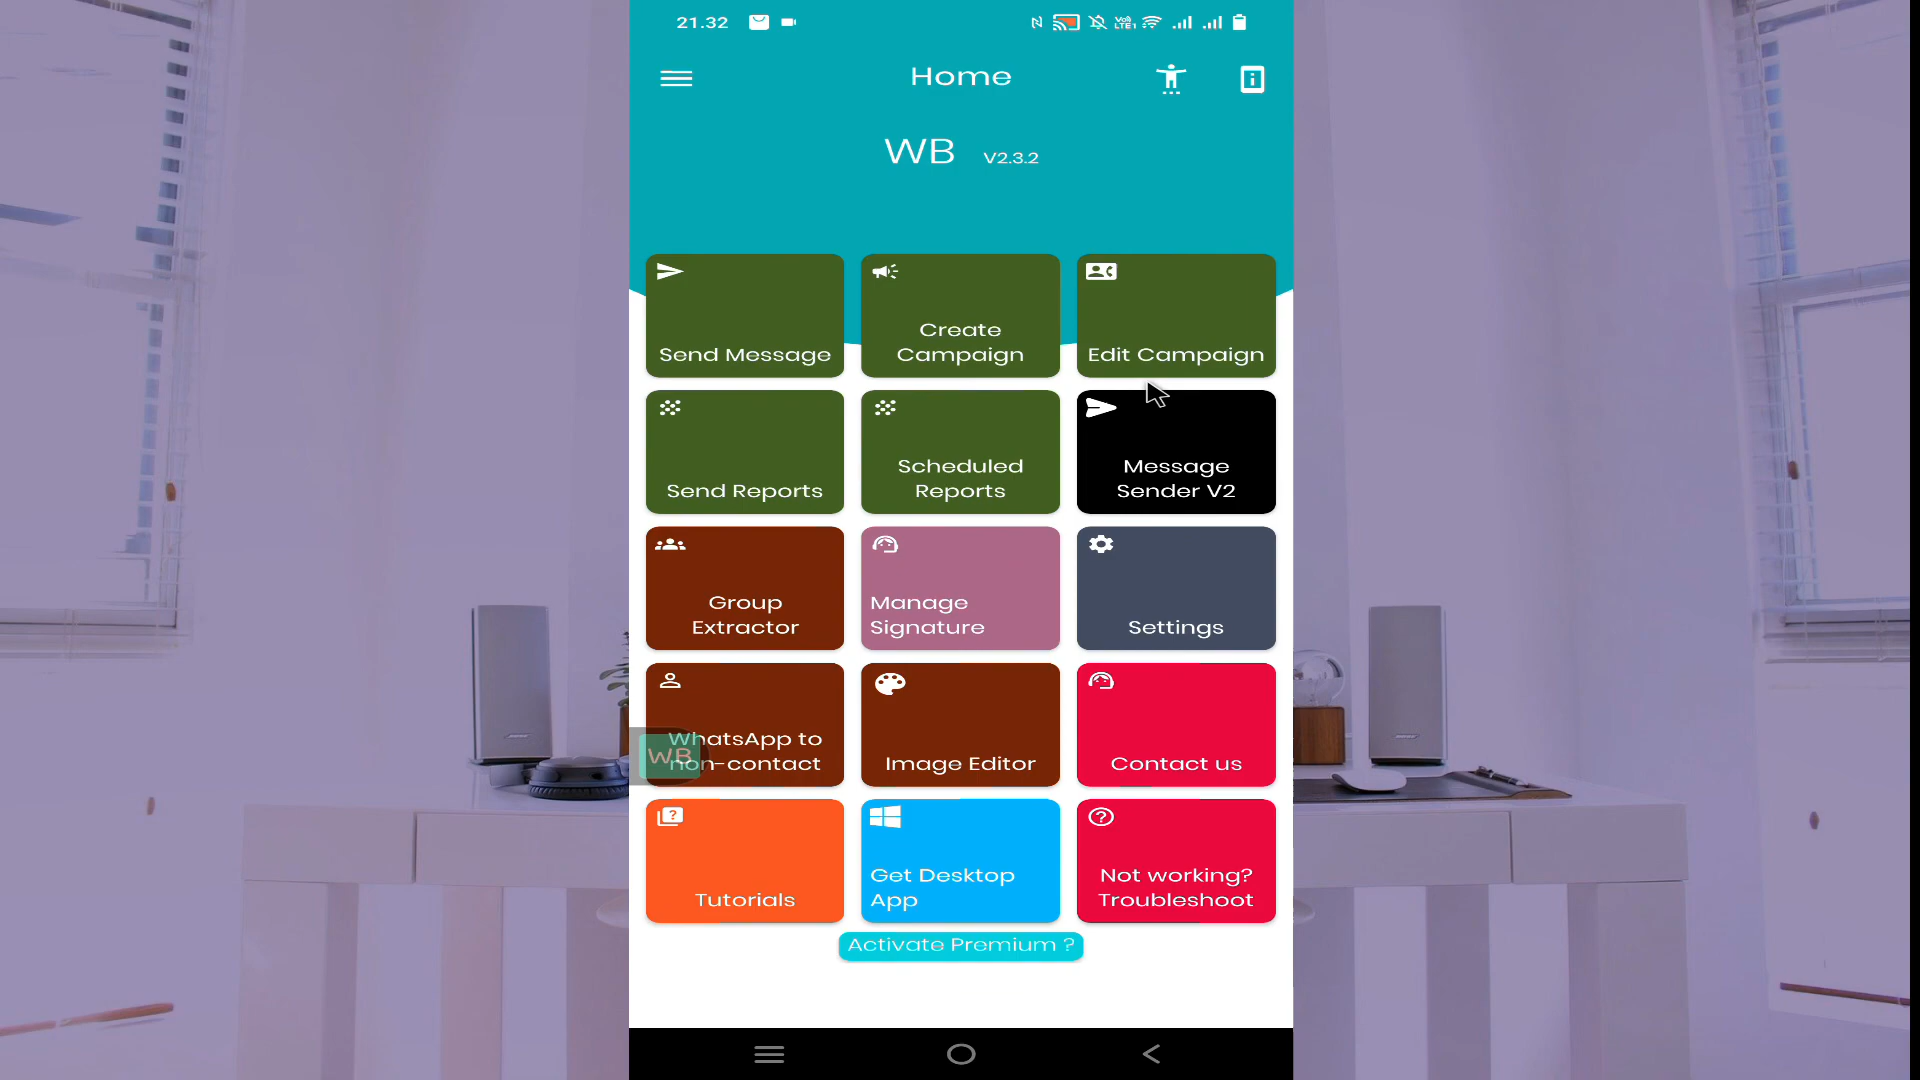 21.32
Home
WB V2.3.2
Send Message
Create
Campaign
Edit Campaign
Send Reports
Scheduled
Reports
Message
Sender V2
Group
Extractor
Manage
Signature
Settings
WhatsApp to
non-contact
WB
Image Editor
Contact us
Tutorials
Get Desktop
App
Not working?
Troubleshoot
Activate Premium ?